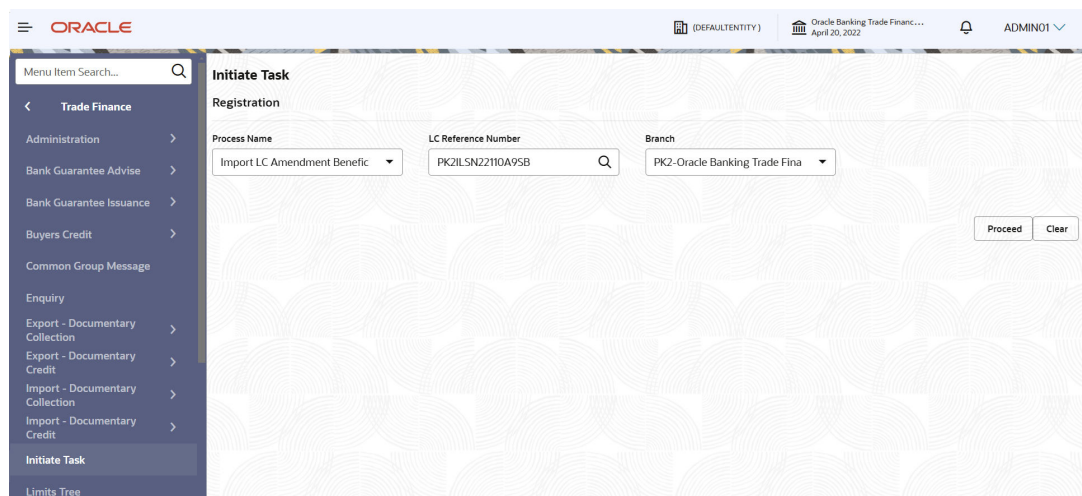 ORACLE
(DEFAULTENTITY )
Oracle Banking Trade Financ...
April 20, 2022
ADMIN01
Menu Item Search...
Trade Finance
Administration
Bank Guarantee Advise
Bank Guarantee Issuance
Buyers Credit
Common Group Message
Enquiry
Export - Documentary
Collection
Export - Documentary
Credit
Import - Documentary
Collection
Import - Documentary
Credit
Initiate Task
Limits Tree
Initiate Task
Registration
Process Name
LC Reference Number
Branch
Import LC Amendment Benefic
PK2ILSN22110A9SB
PK2-Oracle Banking Trade Fina
Proceed
Clear